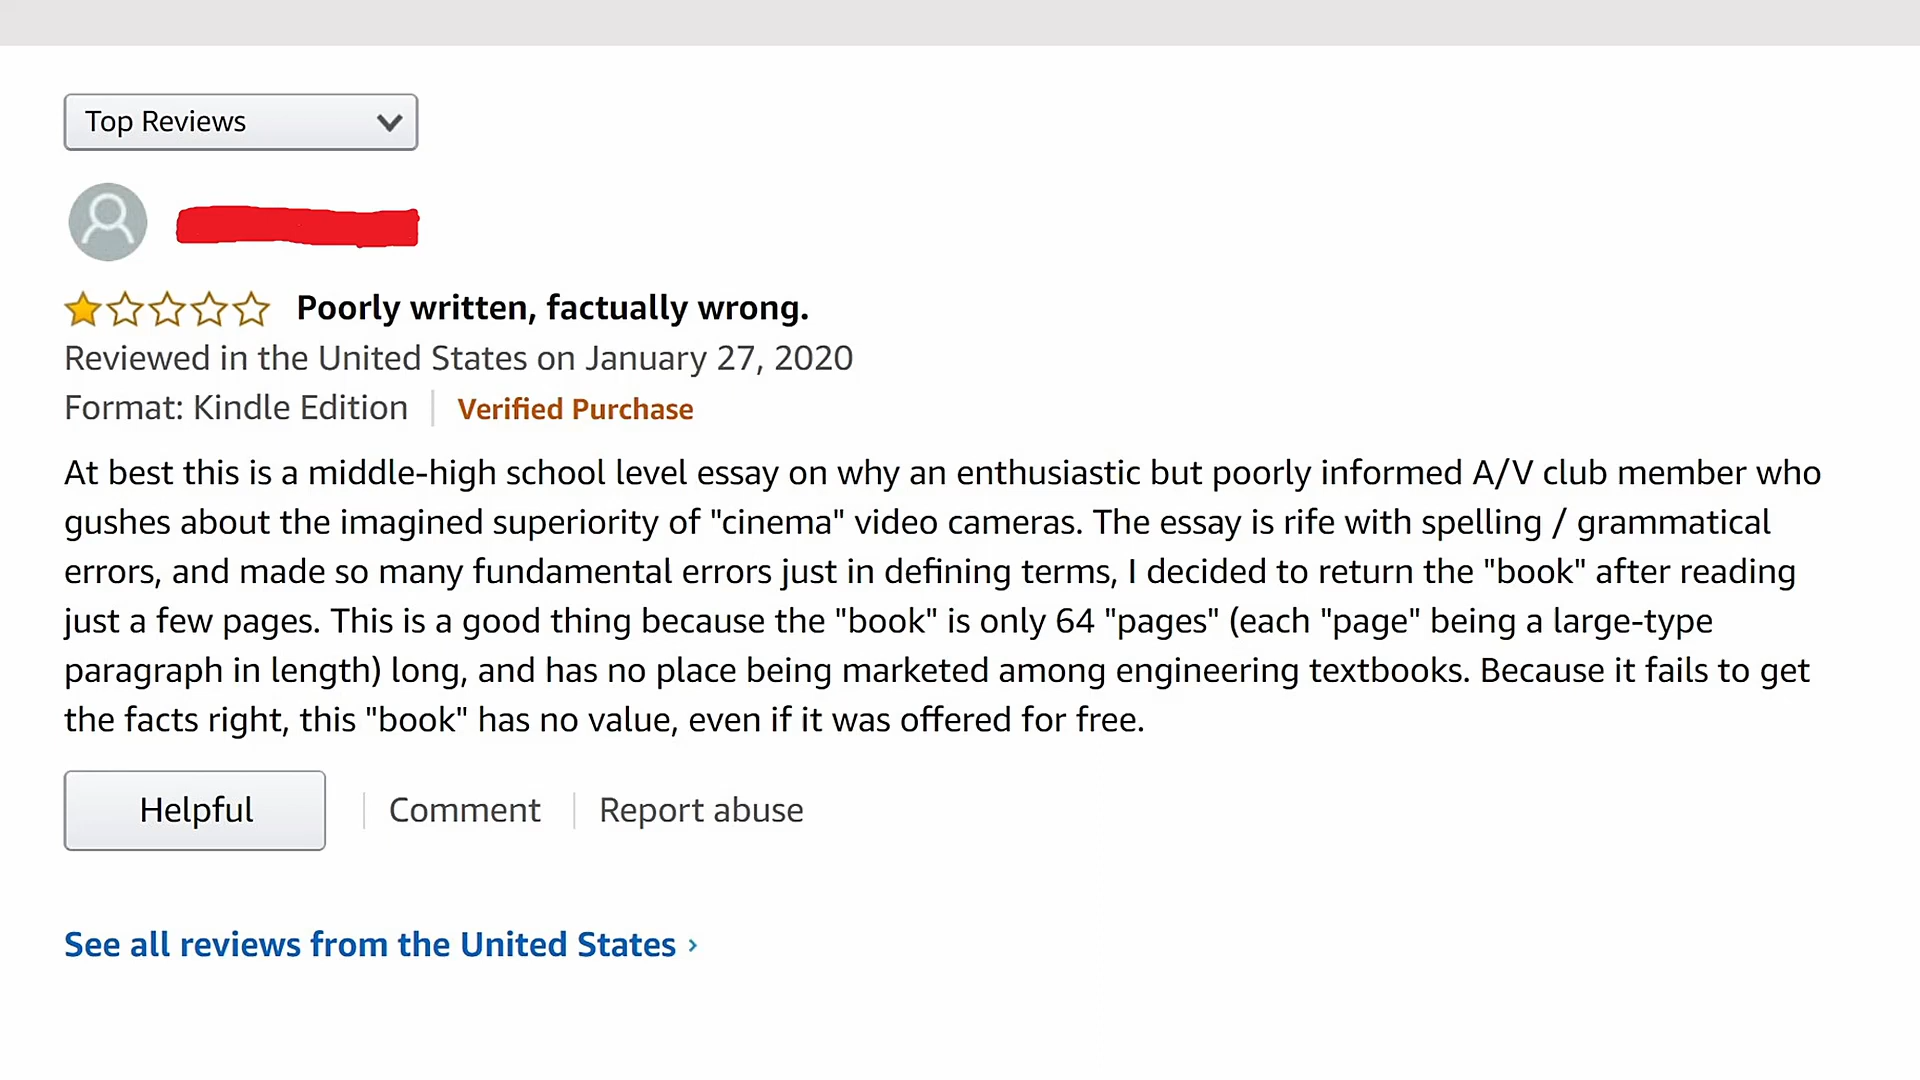 Top Reviews
Poorly written, factually wrong.
Reviewed in the United States on January 27, 2020
Format: Kindle Edition | Verified Purchase
At best this is a middle-high school level essay on why an enthusiastic but poorly informed A/V club member who
gushes about the imagined superiority of "cinema" video cameras. The essay is rife with spelling / grammatical
errors, and made so many fundamental errors just in defining terms, I decided to return the "book" after reading
just a few pages. This is a good thing because the "book" is only 64 "pages" (each "page" being a large-type
paragraph in length) long, and has no place being marketed among engineering textbooks. Because it fails to get
the facts right, this "book" has no value, even if it was offered for free.
Helpful | Comment | Report abuse
See all reviews from the United States ›